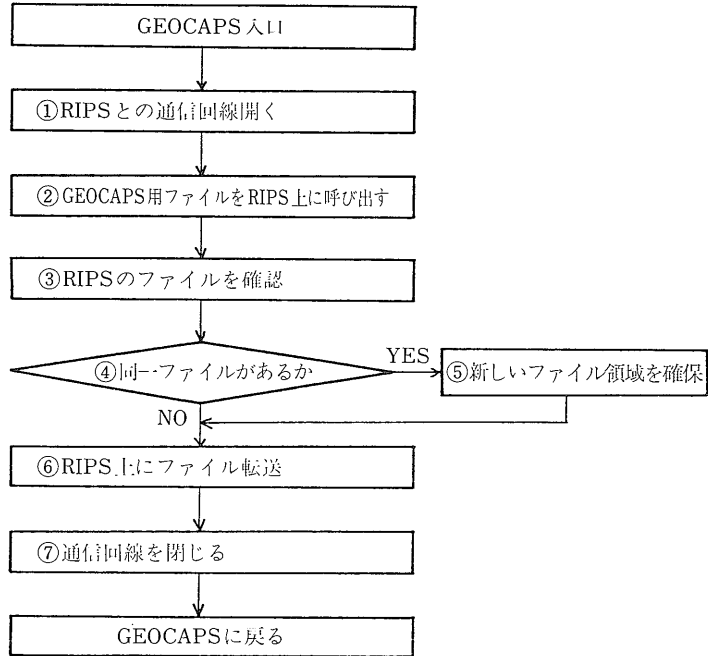 GEOCAPS入口
①RIPSとの通信回線開く
②GEOCAPS用ファイルをRIPS上に呼び出す
③RIPSのファイルを確認
④同一ファイルがあるか
YES
⑤新しいファイル領域を確保
NO
⑥RIPS上にファイル転送
⑦通信回線を閉じる
GEOCAPSに戻る